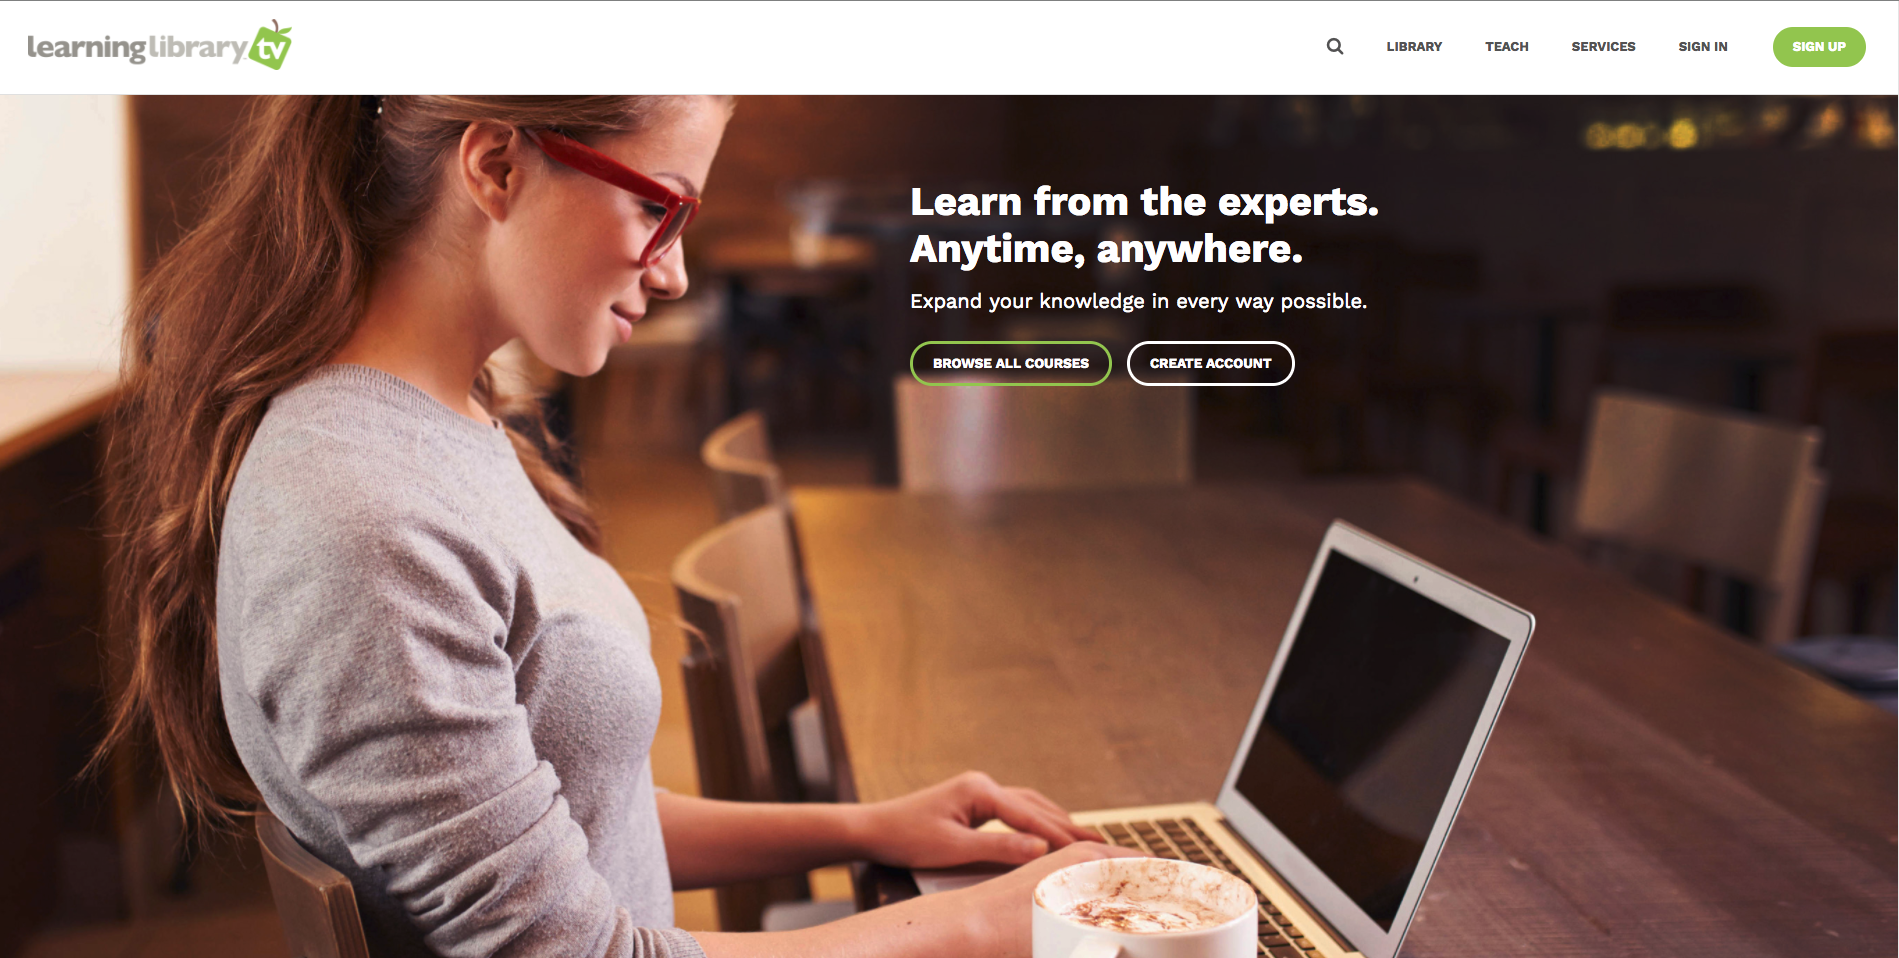 learninglibrary.tv
LIBRARY
TEACH
SERVICES
SIGN IN
SIGN UP
Learn from the experts.
Anytime, anywhere.
Expand your knowledge in every way possible.
BROWSE ALL COURSES
CREATE ACCOUNT